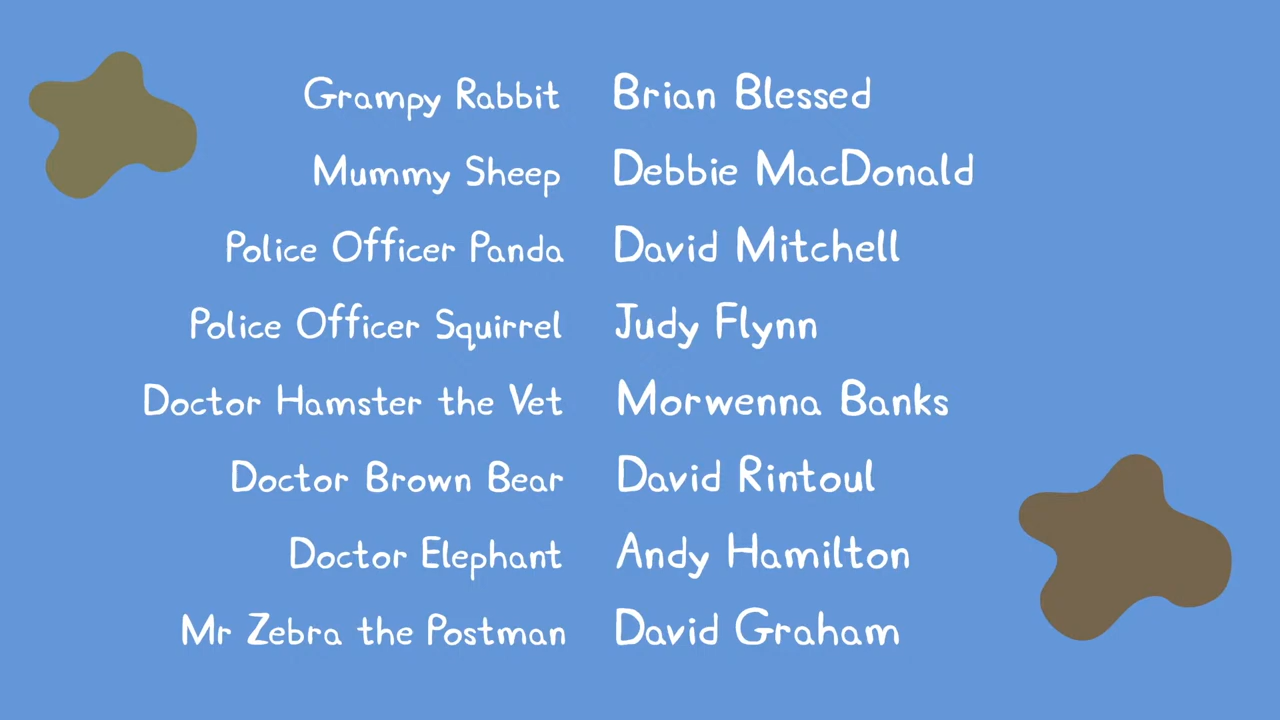 Grampy Rabbit Brian Blessed
Mummy Sheep Debbie MacDonald
Police Officer Panda David Mitchell
Police Officer Squirrel Judy Flynn
Doctor Hamster the Vet Morwenna Banks
Doctor Brown Bear David Rintoul
Doctor Elephant Andy Hamilton
Mr Zebra the Postman David Graham